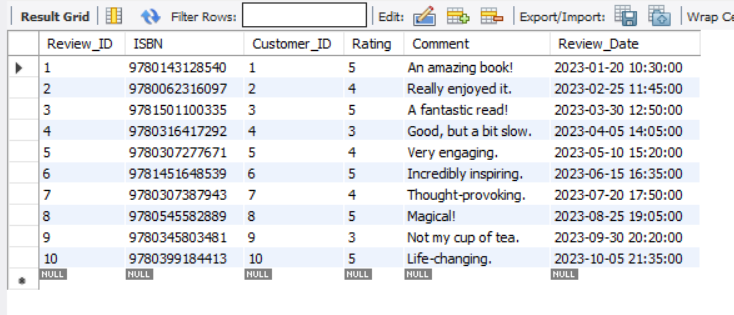 Result Grid Filter Rows: Edit: Export/Import: Wrap Ce
Review_ID ISBN Customer_ID Rating Comment Review_Date
1 9780143128540 1 5 An amazing book! 2023-01-20 10:30:00
2 9780062316097 2 4 Really enjoyed it. 2023-02-25 11:45:00
3 9781501100335 3 5 A fantastic read! 2023-03-30 12:50:00
4 9780316417292 4 3 Good, but a bit slow. 2023-04-05 14:05:00
5 9780307277671 5 4 Very engaging. 2023-05-10 15:20:00
6 9781451648539 6 5 Incredibly inspiring. 2023-06-15 16:35:00
7 9780307387943 7 4 Thought-provoking. 2023-07-20 17:50:00
8 9780545582889 8 5 Magical! 2023-08-25 19:05:00
9 9780345803481 9 3 Not my cup of tea. 2023-09-30 20:20:00
10 9780399184413 10 5 Life-changing. 2023-10-05 21:35:00
NULL NULL NULL NULL NULL NULL